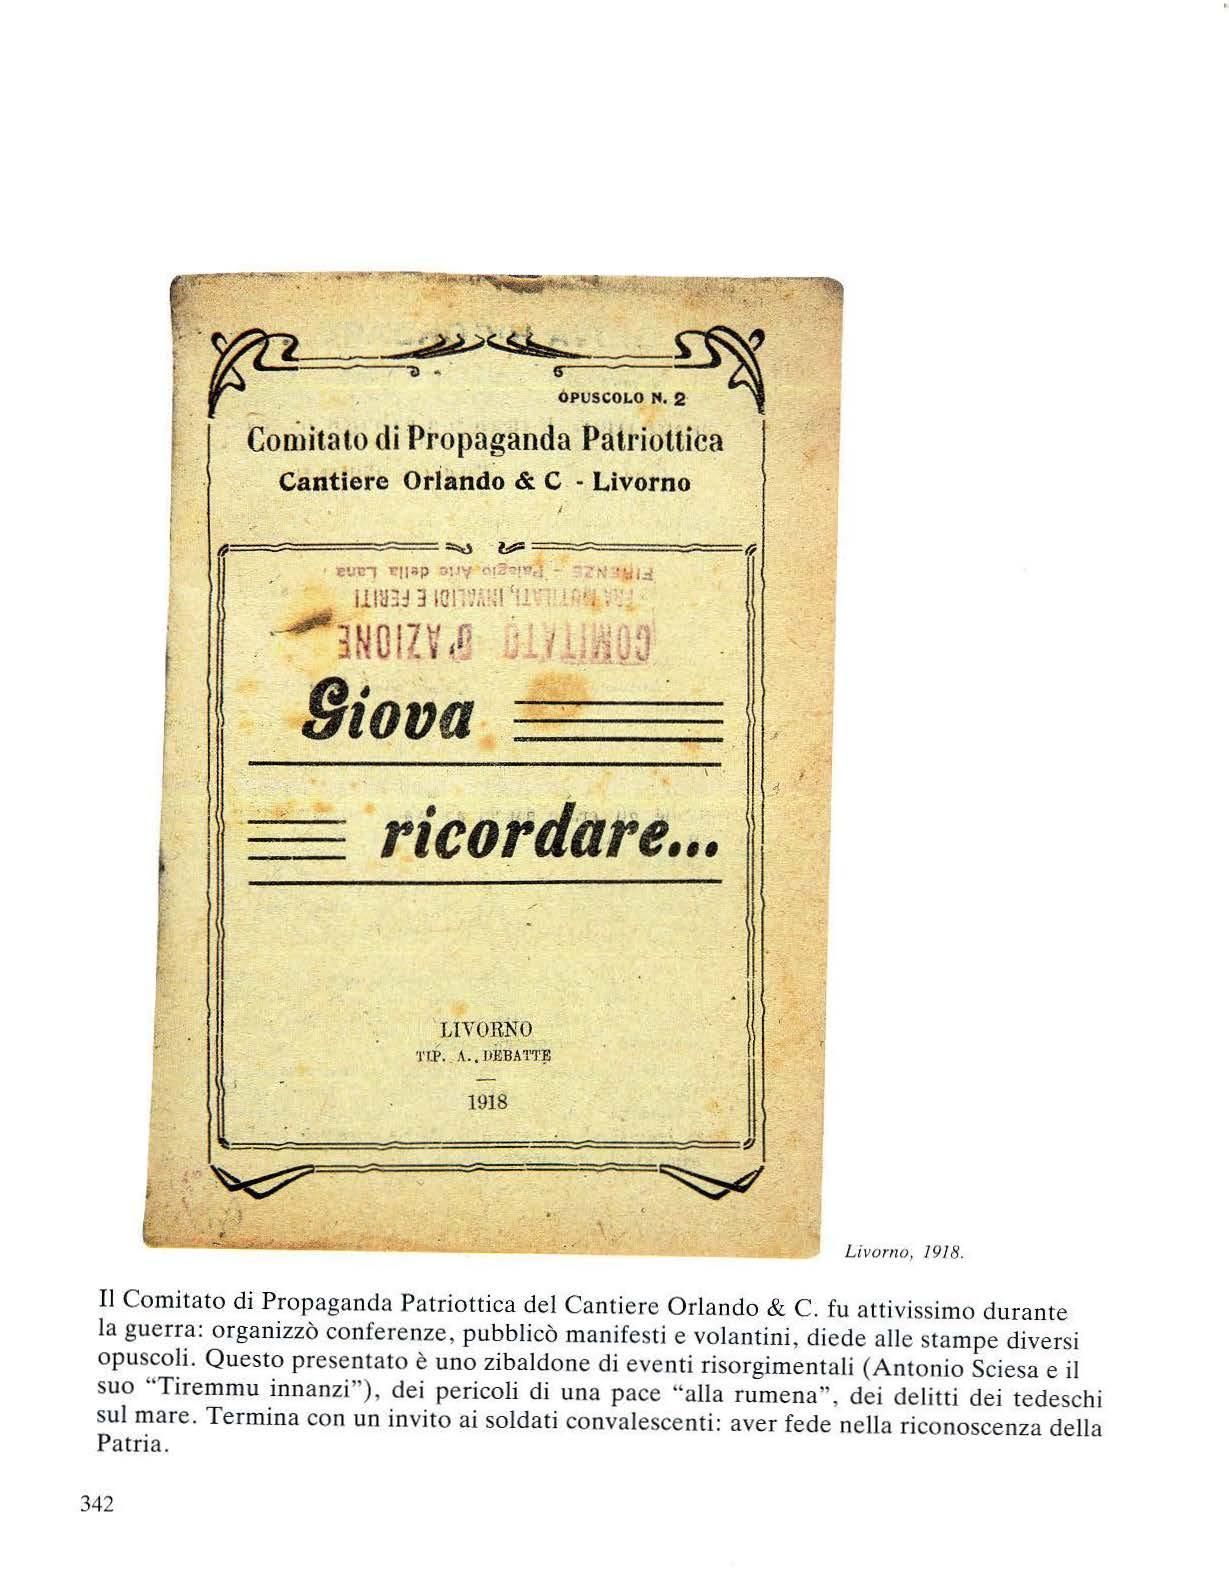 OPUSCOLO N. 2
Comitato di Propaganda Patriottica
Cantiere Orlando & C - Livorno
FIRENZE - Palagio Arte della Lana
FRA MUTILATI, INVALIDI E FERITI
COMITATO D'AZIONE
Giova
ricordare...
LIVORNO
TIP. A. DEBATTE
1918
Livorno, 1918.
Il Comitato di Propaganda Patriottica del Cantiere Orlando & C. fu attivissimo durante
la guerra: organizzò conferenze, pubblicò manifesti e volantini, diede alle stampe diversi
opuscoli. Questo presentato è uno zibaldone di eventi risorgimentali (Antonio Sciesa e il
suo “Tiremmu innanzi”), dei pericoli di una pace “alla rumena”, dei delitti dei tedeschi
sul mare. Termina con un invito ai soldati convalescenti: aver fede nella riconoscenza della
Patria.
342